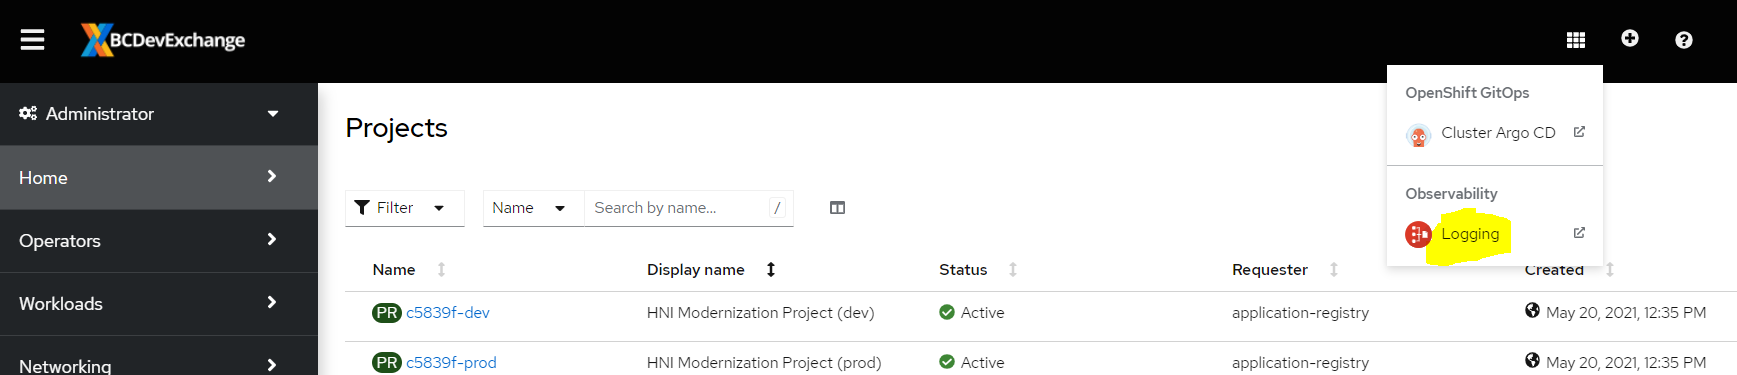 BCDevExchange
Administrator
Home
Operators
Workloads
Networking
Projects
Filter
Name
Search by name...
/
OpenShift GitOps
Cluster Argo CD
Observability
Logging
Name Display name Status Requester Created
PR c5839f-dev HNI Modernization Project (dev) Active application-registry May 20, 2021, 12:35 PM
PR c5839f-prod HNI Modernization Project (prod) Active application-registry May 20, 2021, 12:35 PM